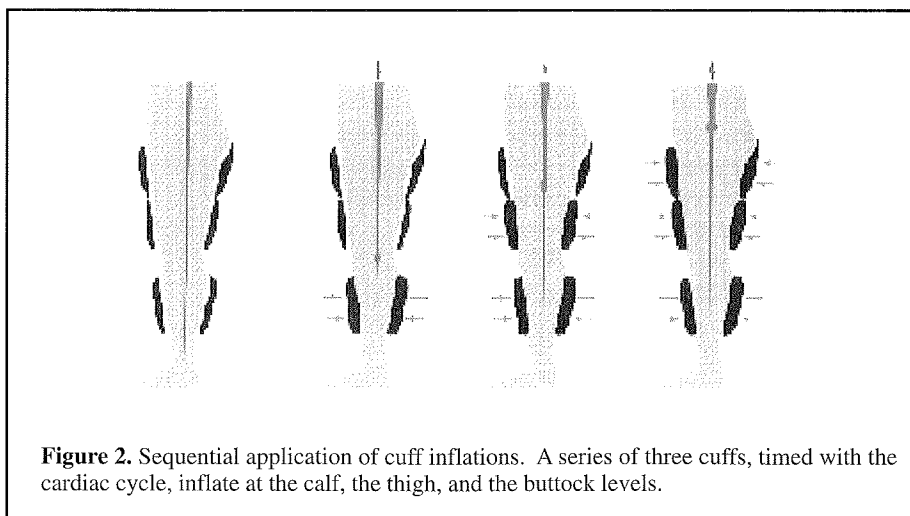 Figure 2. Sequential application of cuff inflations. A series of three cuffs, timed with the
cardiac cycle, inflate at the calf, the thigh, and the buttock levels.